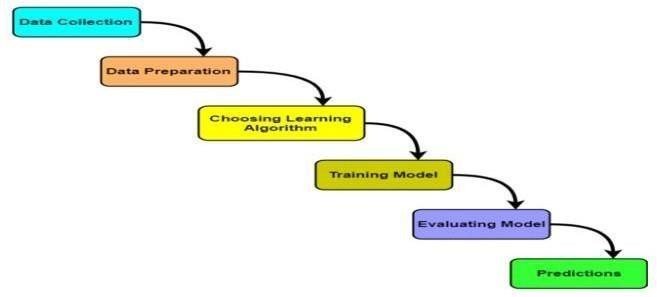 Data Collection
Data Preparation
Choosing Learning
Algorithm
Training Model
Evaluating Model
Predictions